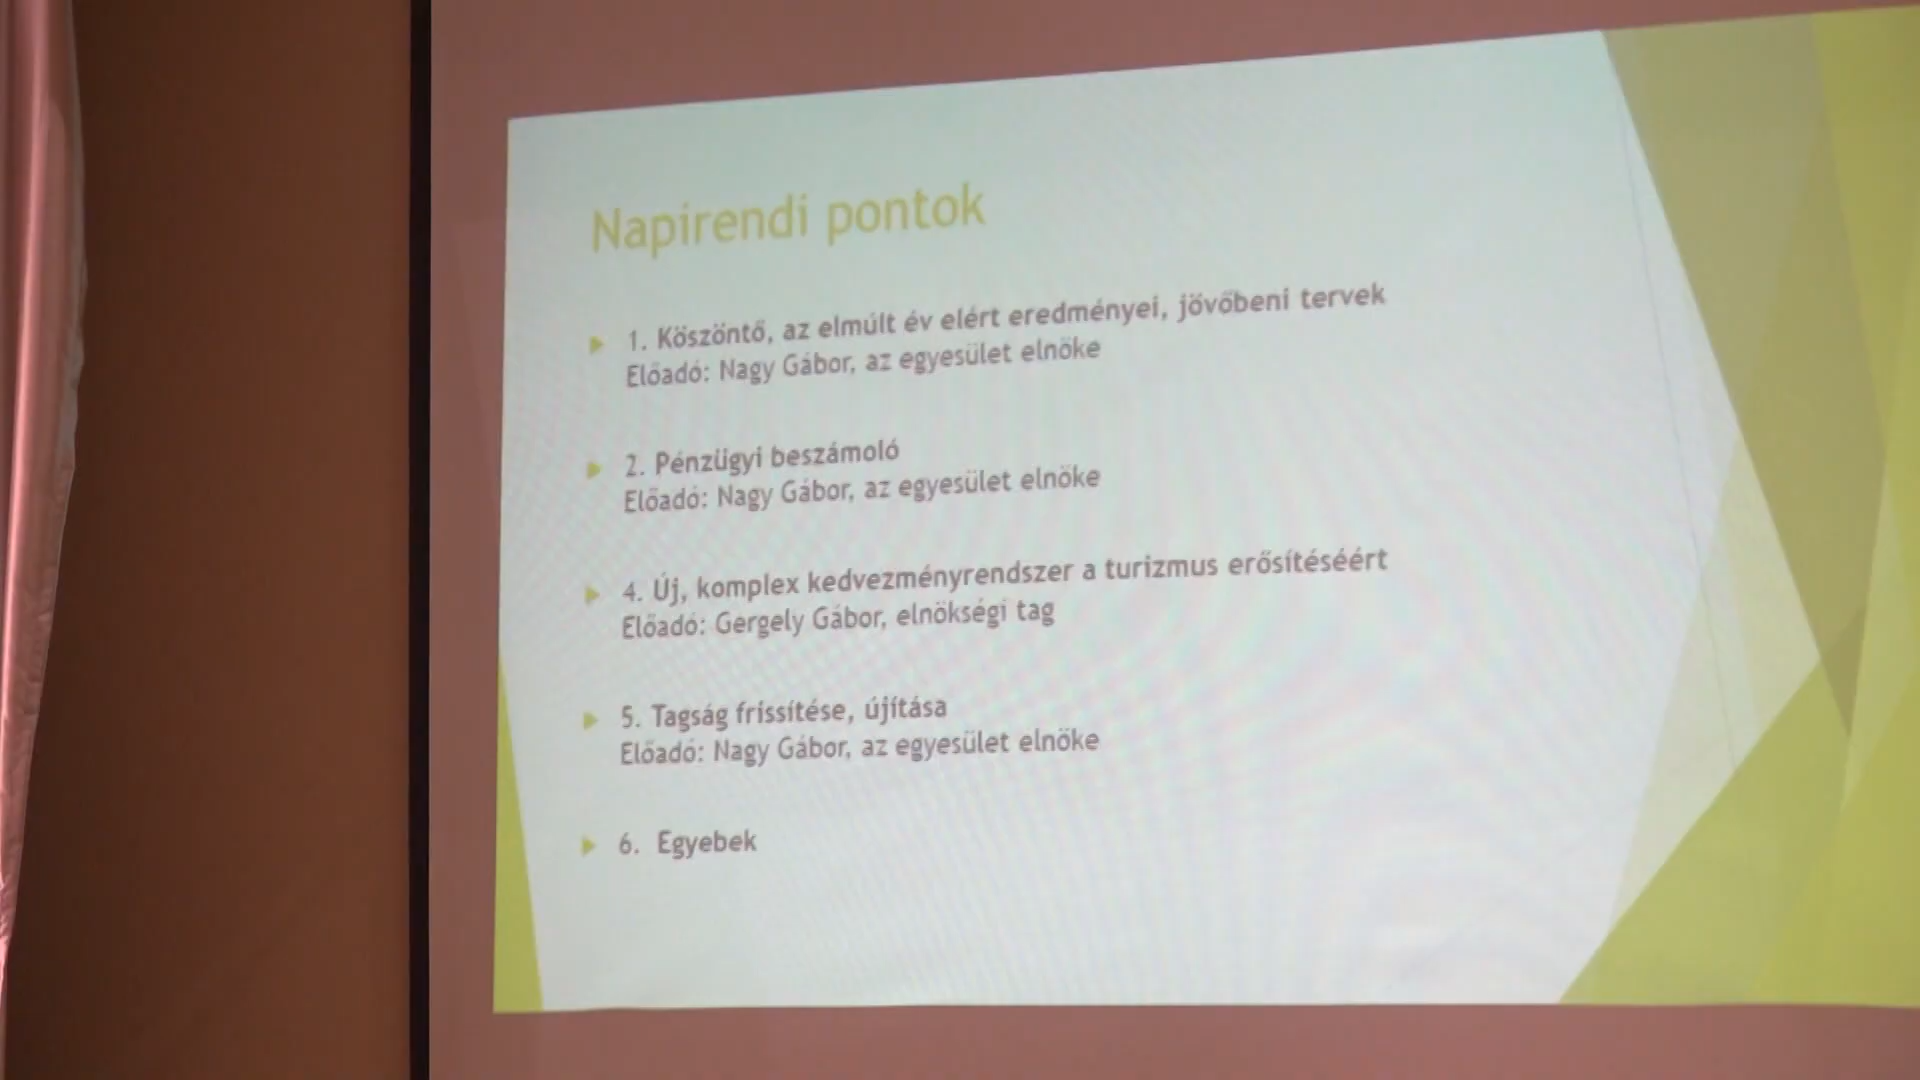 Napirendi pontok
1. Köszöntő, az elmúlt év elért eredményei, jövőbeni tervek
Előadó: Nagy Gábor, az egyesület elnöke
2. Pénzügyi beszámoló
Előadó: Nagy Gábor, az egyesület elnöke
4. Új, komplex kedvezményrendszer a turizmus erősítéséért
Előadó: Gergely Gábor, elnökségi tag
5. Tagság frissítése, újítása
Előadó: Nagy Gábor, az egyesület elnöke
6. Egyebek